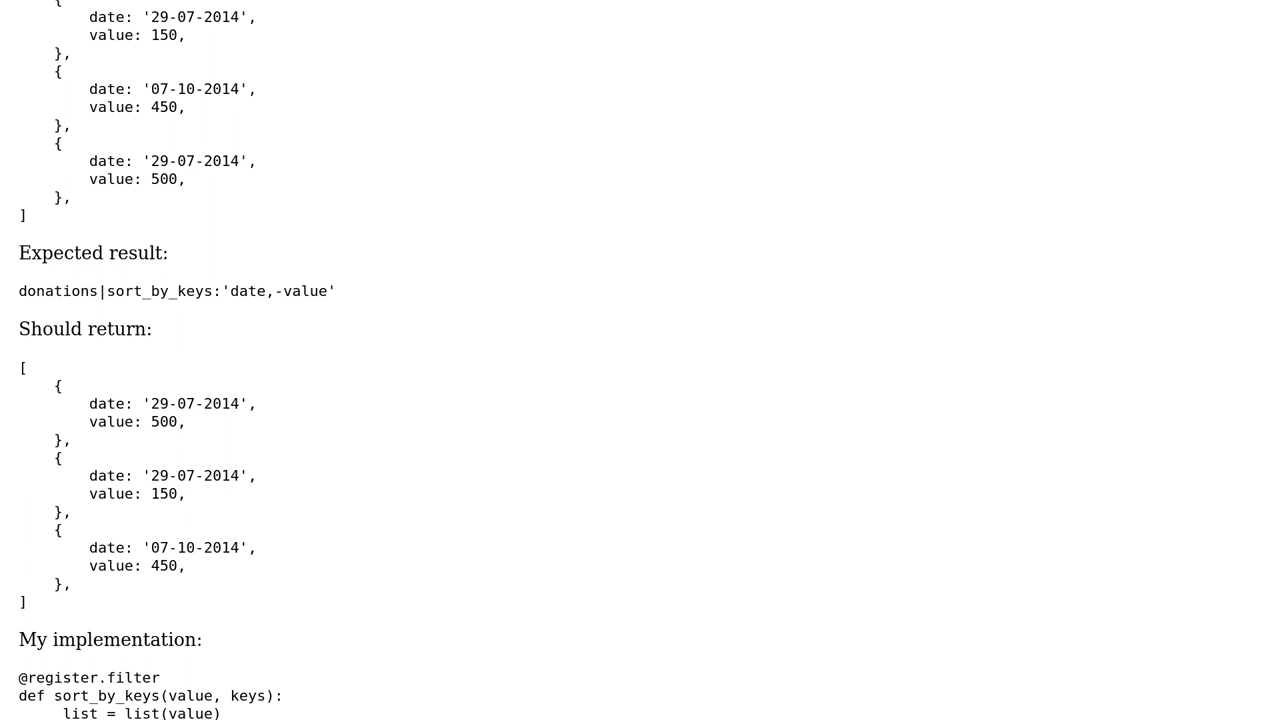 {
        date: '29-07-2014',
        value: 150,
    },
    {
        date: '07-10-2014',
        value: 450,
    },
    {
        date: '29-07-2014',
        value: 500,
    },
]
Expected result:
donations|sort_by_keys:'date,-value'
Should return:
[
    {
        date: '29-07-2014',
        value: 500,
    },
    {
        date: '29-07-2014',
        value: 150,
    },
    {
        date: '07-10-2014',
        value: 450,
    },
]
My implementation:
@register.filter
def sort_by_keys(value, keys):
     list = list(value)